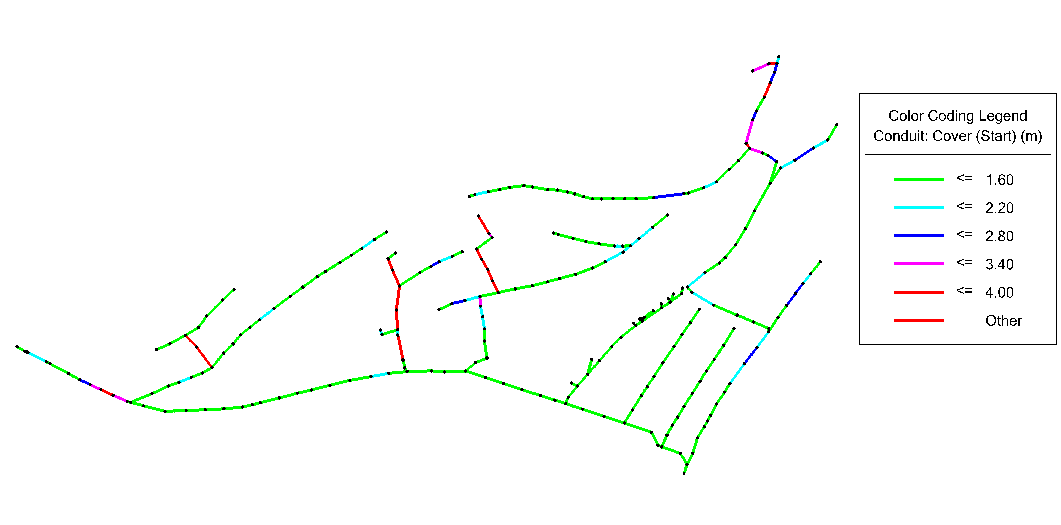 Color Coding Legend
Conduit: Cover (Start) (m)
<= 1.60
<= 2.20
<= 2.80
<= 3.40
<= 4.00
Other